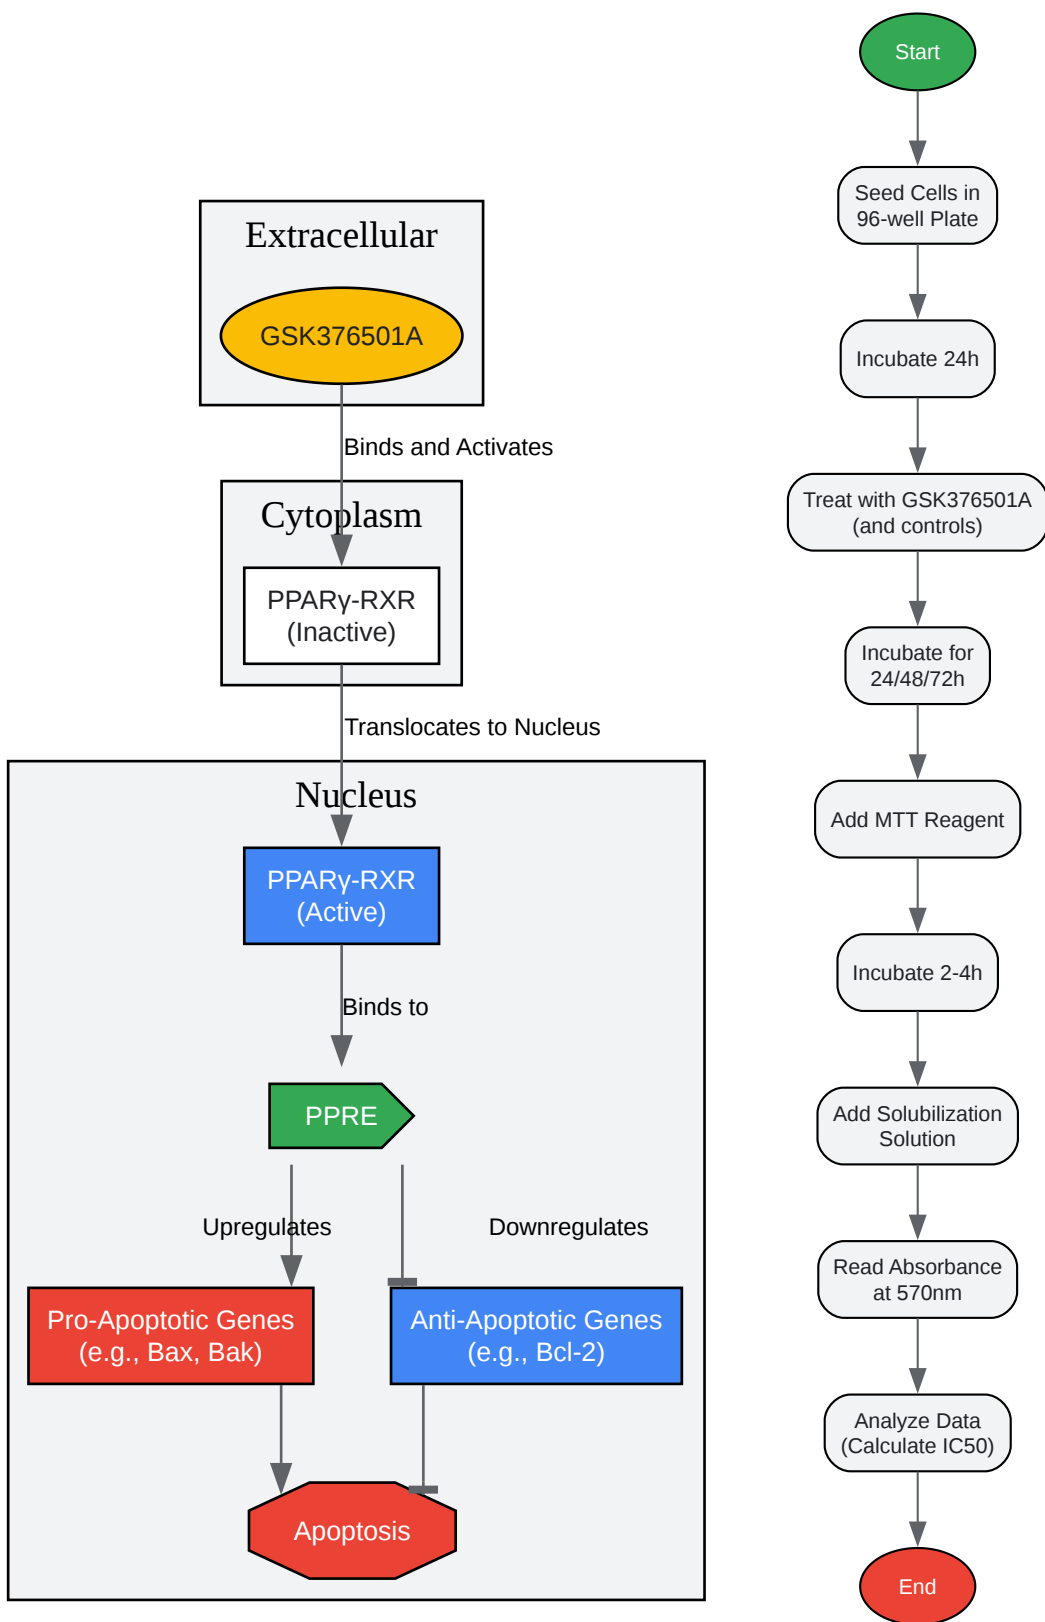 Extracellular
GSK376501A
Binds and Activates
Cytoplasm
PPARγ-RXR
(Inactive)
Translocates to Nucleus
Nucleus
PPARγ-RXR
(Active)
Binds to
PPRE
Upregulates
Downregulates
Pro-Apoptotic Genes
(e.g., Bax, Bak)
Anti-Apoptotic Genes
(e.g., Bcl-2)
Apoptosis
Start
Seed Cells in
96-well Plate
Incubate 24h
Treat with GSK376501A
(and controls)
Incubate for
24/48/72h
Add MTT Reagent
Incubate 2-4h
Add Solubilization
Solution
Read Absorbance
at 570nm
Analyze Data
(Calculate IC50)
End